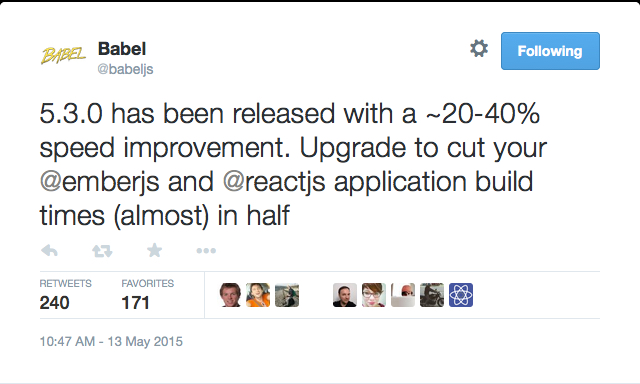 BABEL
Babel
@babeljs
Following
5.3.0 has been released with a ~20-40%
speed improvement. Upgrade to cut your
@emberjs and @reactjs application build
times (almost) in half
RETWEETS
240
FAVORITES
171
10:47 AM - 13 May 2015